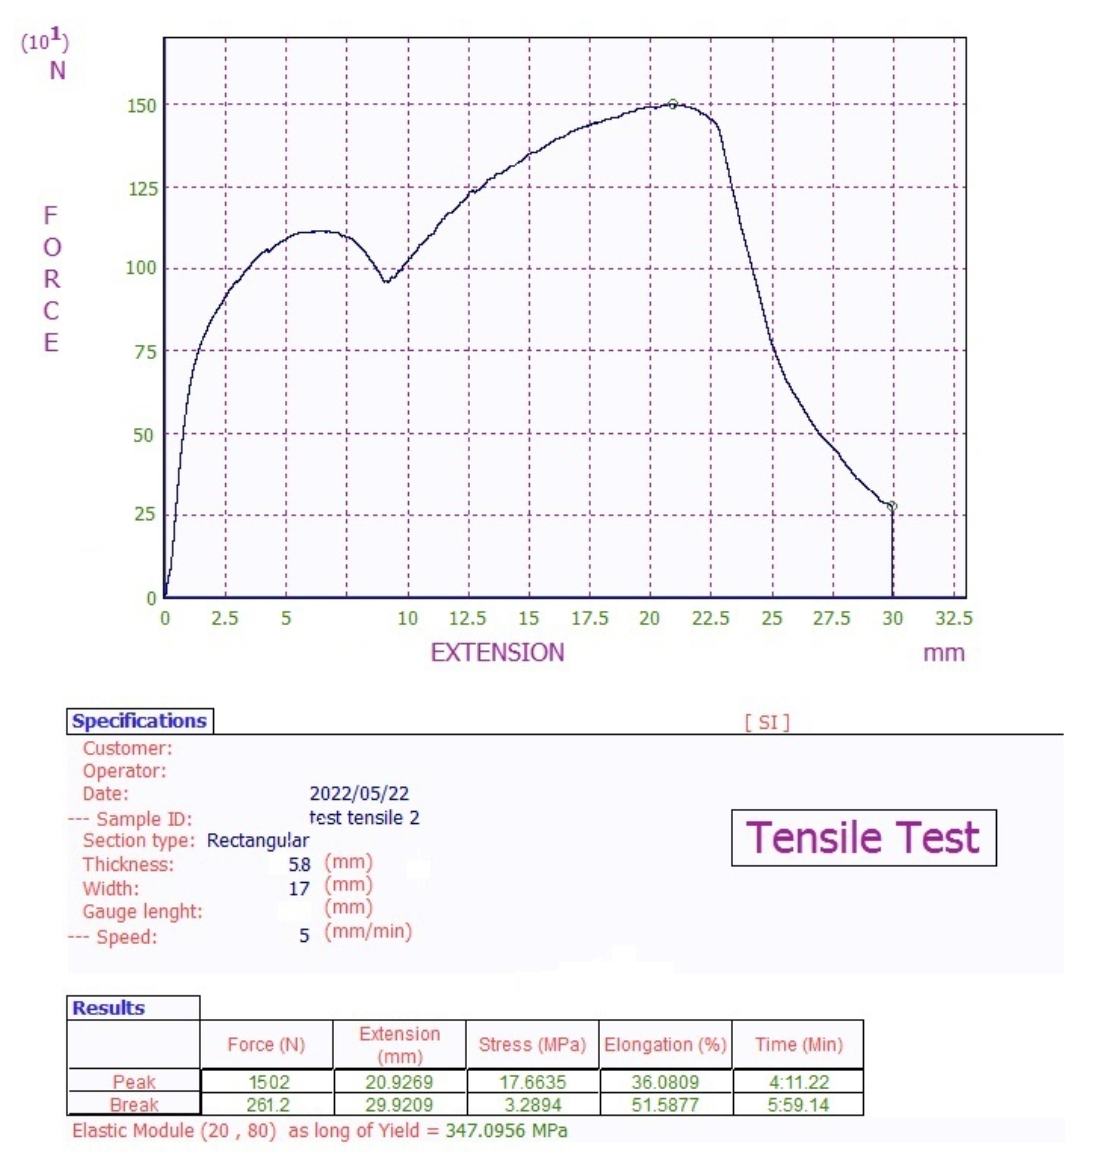 (10¹)
N
150
125
100
75
50
25
0
FORCE
0 2.5 5 10 12.5 15 17.5 20 22.5 25 27.5 30 32.5
EXTENSION mm
Specifications [ SI ]
Customer:
Operator:
Date: 2022/05/22
--- Sample ID: test tensile 2
Section type: Rectangular
Thickness: 5.8 (mm)
Width: 17 (mm)
Gauge lenght: (mm)
--- Speed: 5 (mm/min)
Tensile Test
Results
Force (N) Extension (mm) Stress (MPa) Elongation (%) Time (Min)
Peak 1502 20.9269 17.6635 36.0809 4:11.22
Break 261.2 29.9209 3.2894 51.5877 5:59.14
Elastic Module (20 , 80) as long of Yield = 347.0956 MPa